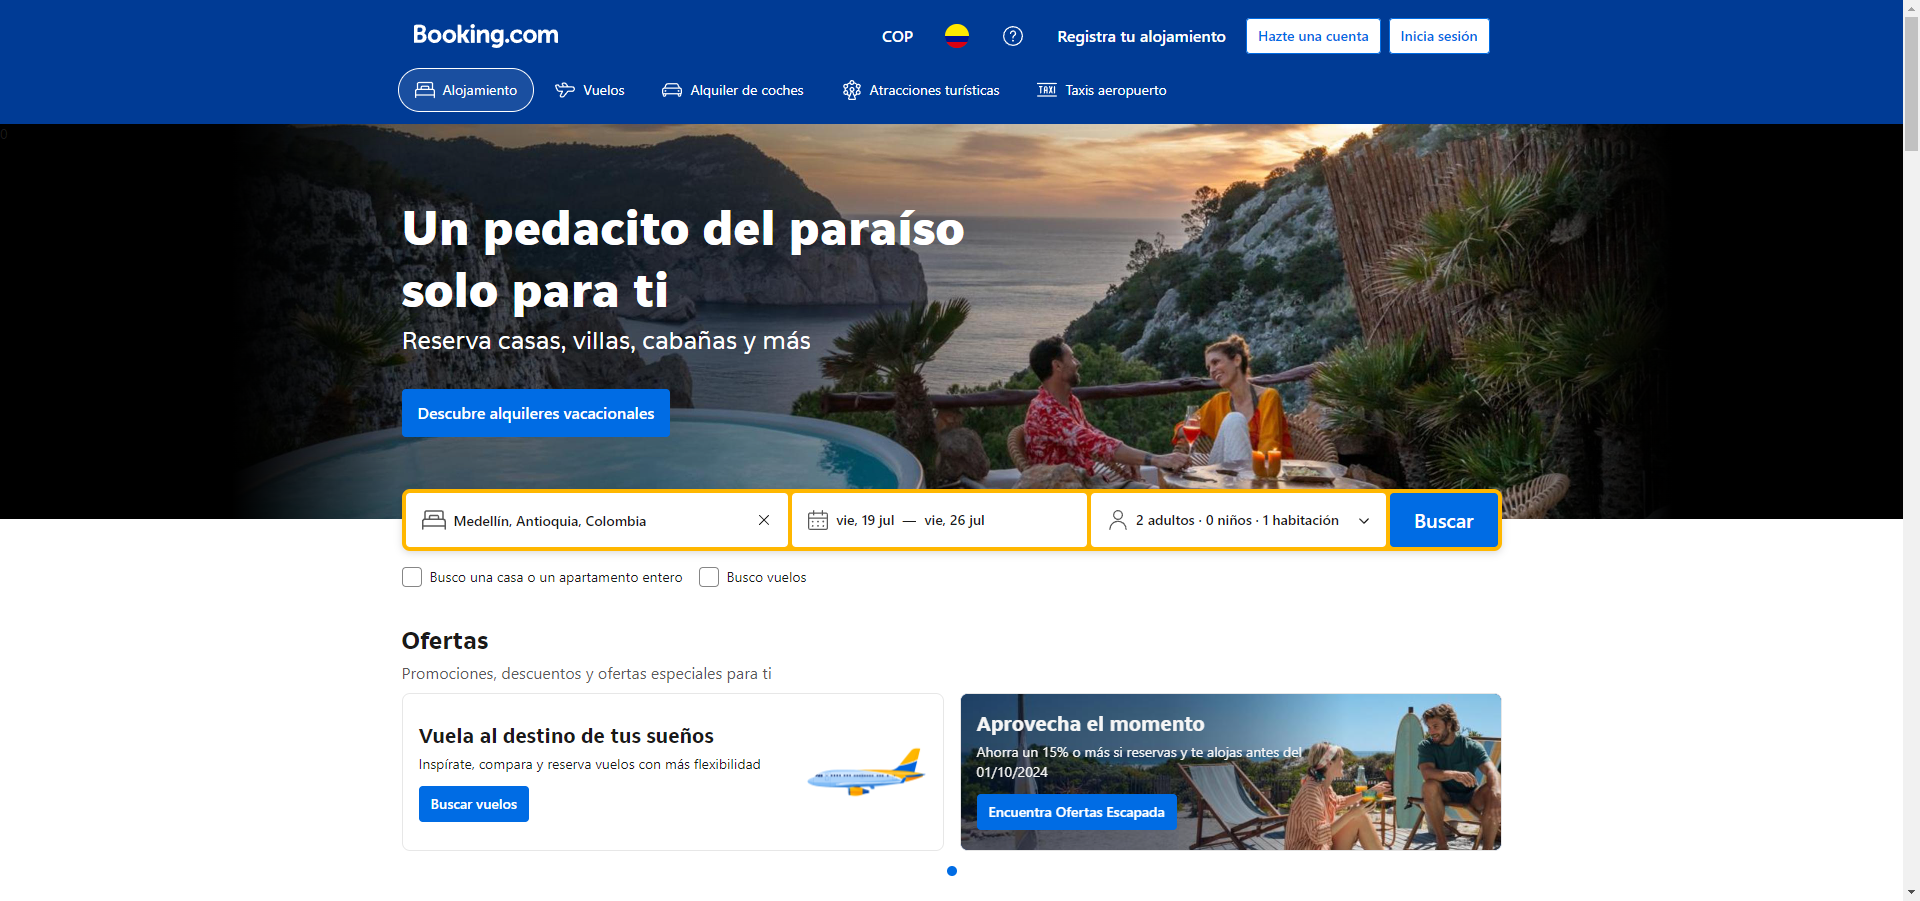 Booking.com
COP
Registra tu alojamiento
Hazte una cuenta
Inicia sesión
Alojamiento
Vuelos
Alquiler de coches
Atracciones turísticas
TAXI
Taxis aeropuerto
0
Un pedacito del paraíso
solo para ti
Reserva casas, villas, cabañas y más
Descubre alquileres vacacionales
Medellín, Antioquia, Colombia
vie, 19 jul — vie, 26 jul
2 adultos · 0 niños · 1 habitación
Buscar
Busco una casa o un apartamento entero
Busco vuelos
Ofertas
Promociones, descuentos y ofertas especiales para ti
Vuela al destino de tus sueños
Inspírate, compara y reserva vuelos con más flexibilidad
Buscar vuelos
Aprovecha el momento
Ahorra un 15% o más si reservas y te alojas antes del
01/10/2024
Encuentra Ofertas Escapada